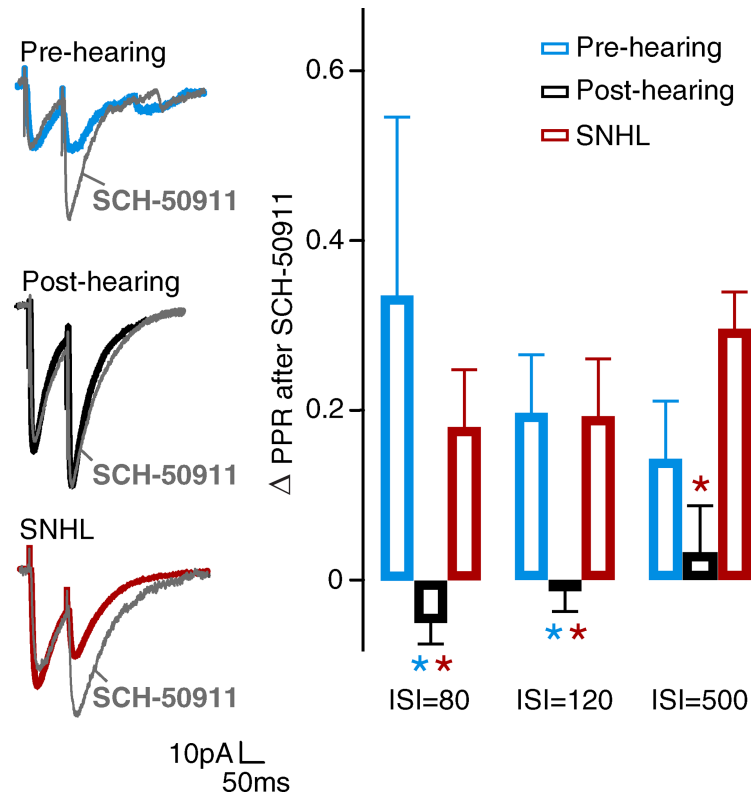 Pre-hearing
SCH-50911
Post-hearing
SCH-50911
SNHL
SCH-50911
10pA
50ms
Δ PPR after SCH-50911
0.6
0.4
0.2
0
Pre-hearing
Post-hearing
SNHL
*
* * * *
ISI=80 ISI=120 ISI=500